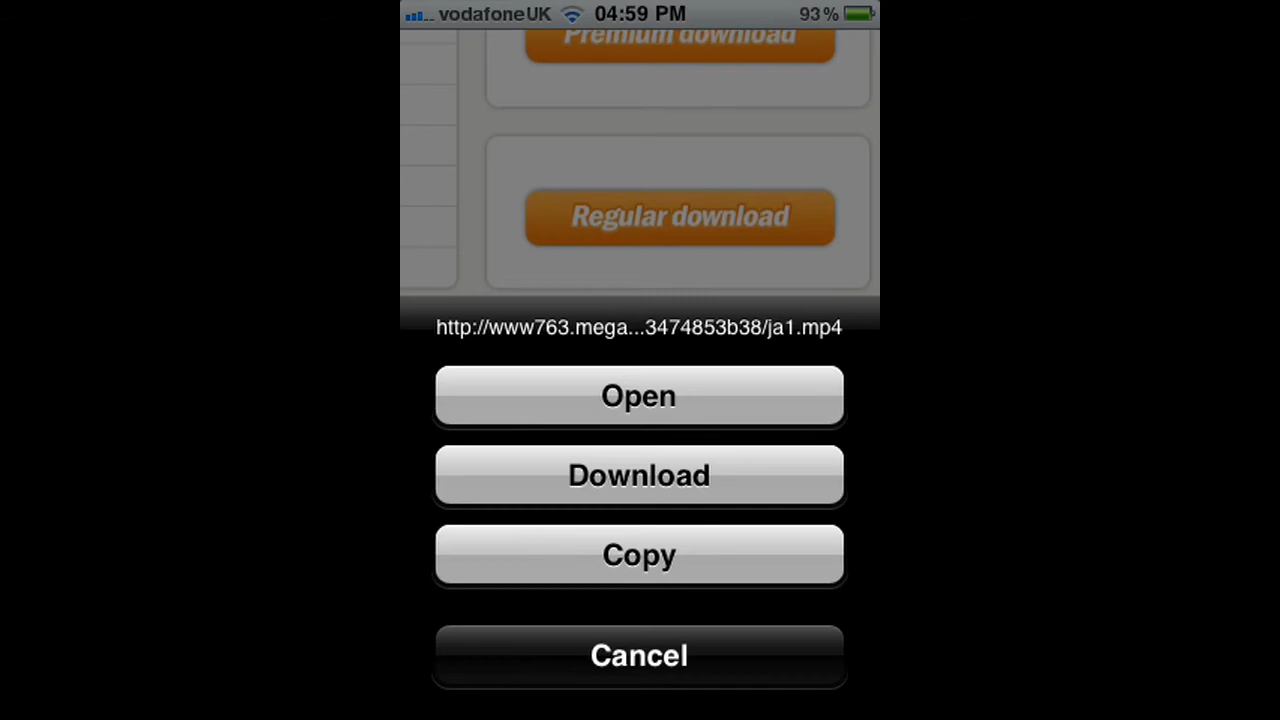 vodafoneUK 04:59 PM 93%
Premium download
Regular download
http://www763.mega...3474853b38/ja1.mp4
Open
Download
Copy
Cancel